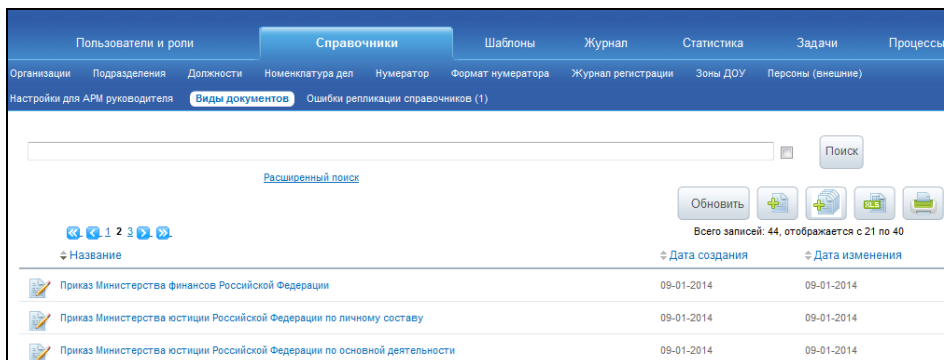 Пользователи и роли Справочники Шаблоны Журнал Статистика Задачи Процессы
Организации Подразделения Должности Номенклатура дел Нумератор Формат нумератора Журнал регистрации Зоны ДОУ Персоны (внешние)
Настройки для АРМ руководителя Виды документов Ошибки репликации справочников (1)
Поиск
Расширенный поиск
Обновить XLS
1 2 3 Всего записей: 44, отображается с 21 по 40
Название Дата создания Дата изменения
Приказ Министерства финансов Российской Федерации 09-01-2014 09-01-2014
Приказ Министерства юстиции Российской Федерации по личному составу 09-01-2014 09-01-2014
Приказ Министерства юстиции Российской Федерации по основной деятельности 09-01-2014 09-01-2014